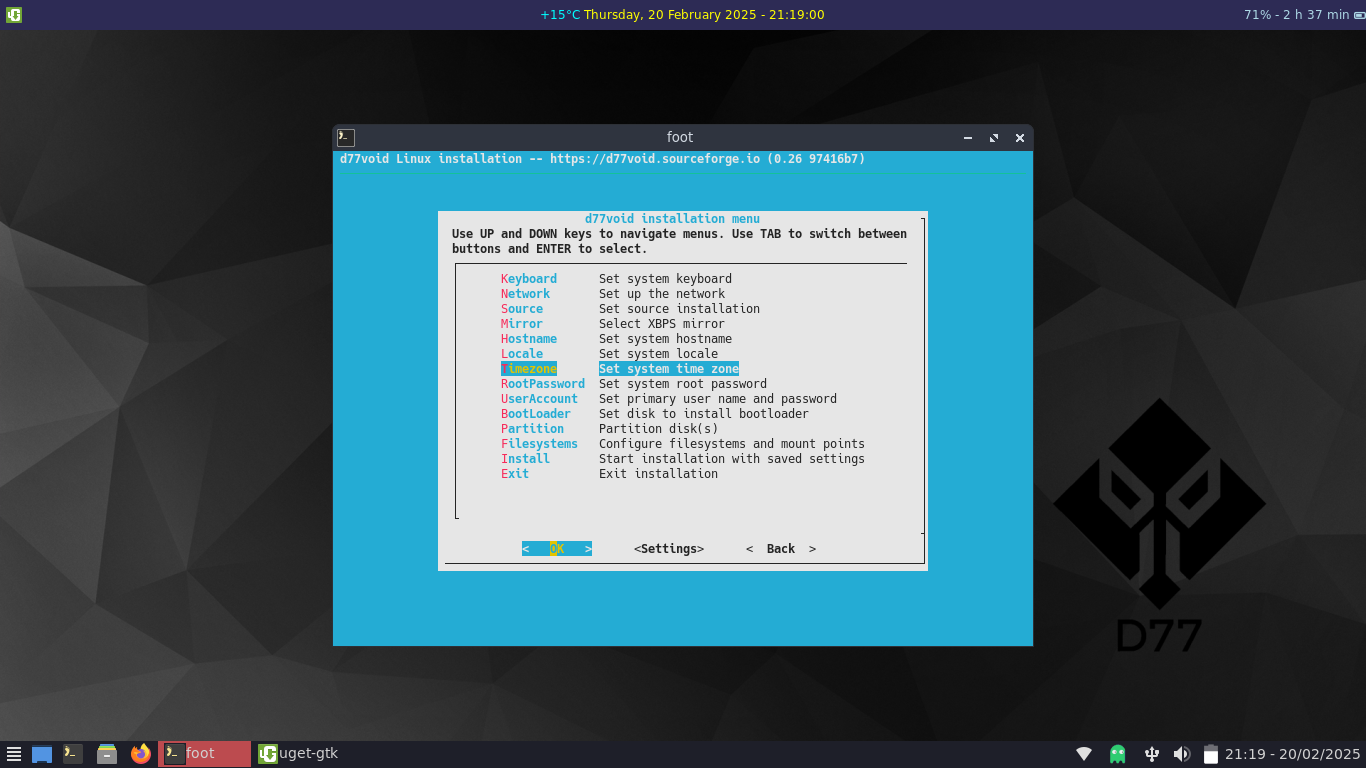 +15°C Thursday, 20 February 2025 - 21:19:00
71% - 2 h 37 min
foot
d77void Linux installation -- https://d77void.sourceforge.io (0.26 97416b7)
d77void installation menu
Use UP and DOWN keys to navigate menus. Use TAB to switch between
buttons and ENTER to select.
Keyboard Set system keyboard
Network Set up the network
Source Set source installation
Mirror Select XBPS mirror
Hostname Set system hostname
Locale Set system locale
Timezone Set system time zone
RootPassword Set system root password
UserAccount Set primary user name and password
BootLoader Set disk to install bootloader
Partition Partition disk(s)
Filesystems Configure filesystems and mount points
Install Start installation with saved settings
Exit Exit installation
< OK > <Settings> < Back >
D77
foot uget-gtk 21:19 - 20/02/2025